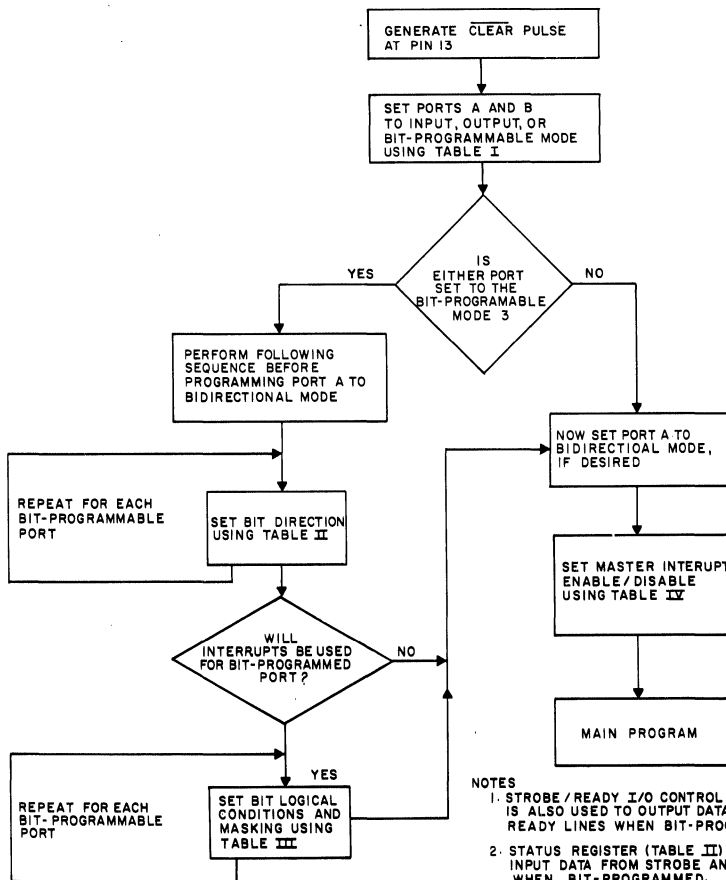 GENERATE CLEAR PULSE
AT PIN 13
SET PORTS A AND B
TO INPUT, OUTPUT, OR
BIT-PROGRAMMABLE MODE
USING TABLE I
IS
EITHER PORT
SET TO THE
BIT-PROGRAMABLE
MODE 3
YES
NO
PERFORM FOLLOWING
SEQUENCE BEFORE
PROGRAMMING PORT A TO
BIDIRECTIONAL MODE
NOW SET PORT A TO
BIDIRECTIOAL MODE,
IF DESIRED
REPEAT FOR EACH
BIT-PROGRAMMABLE
PORT
SET BIT DIRECTION
USING TABLE II
SET MASTER INTERUPT
ENABLE/DISABLE
USING TABLE IV
WILL
INTERRUPTS BE USED
FOR BIT-PROGRAMMED
PORT?
NO
MAIN PROGRAM
YES
REPEAT FOR EACH
BIT-PROGRAMMABLE
PORT
SET BIT LOGICAL
CONDITIONS AND
MASKING USING
TABLE III
NOTES
1. STROBE/READY I/O CONTROL
IS ALSO USED TO OUTPUT DATA
READY LINES WHEN BIT-PROG
2. STATUS REGISTER (TABLE VI)
INPUT DATA FROM STROBE AN
WHEN BIT-PROGRAMMED.